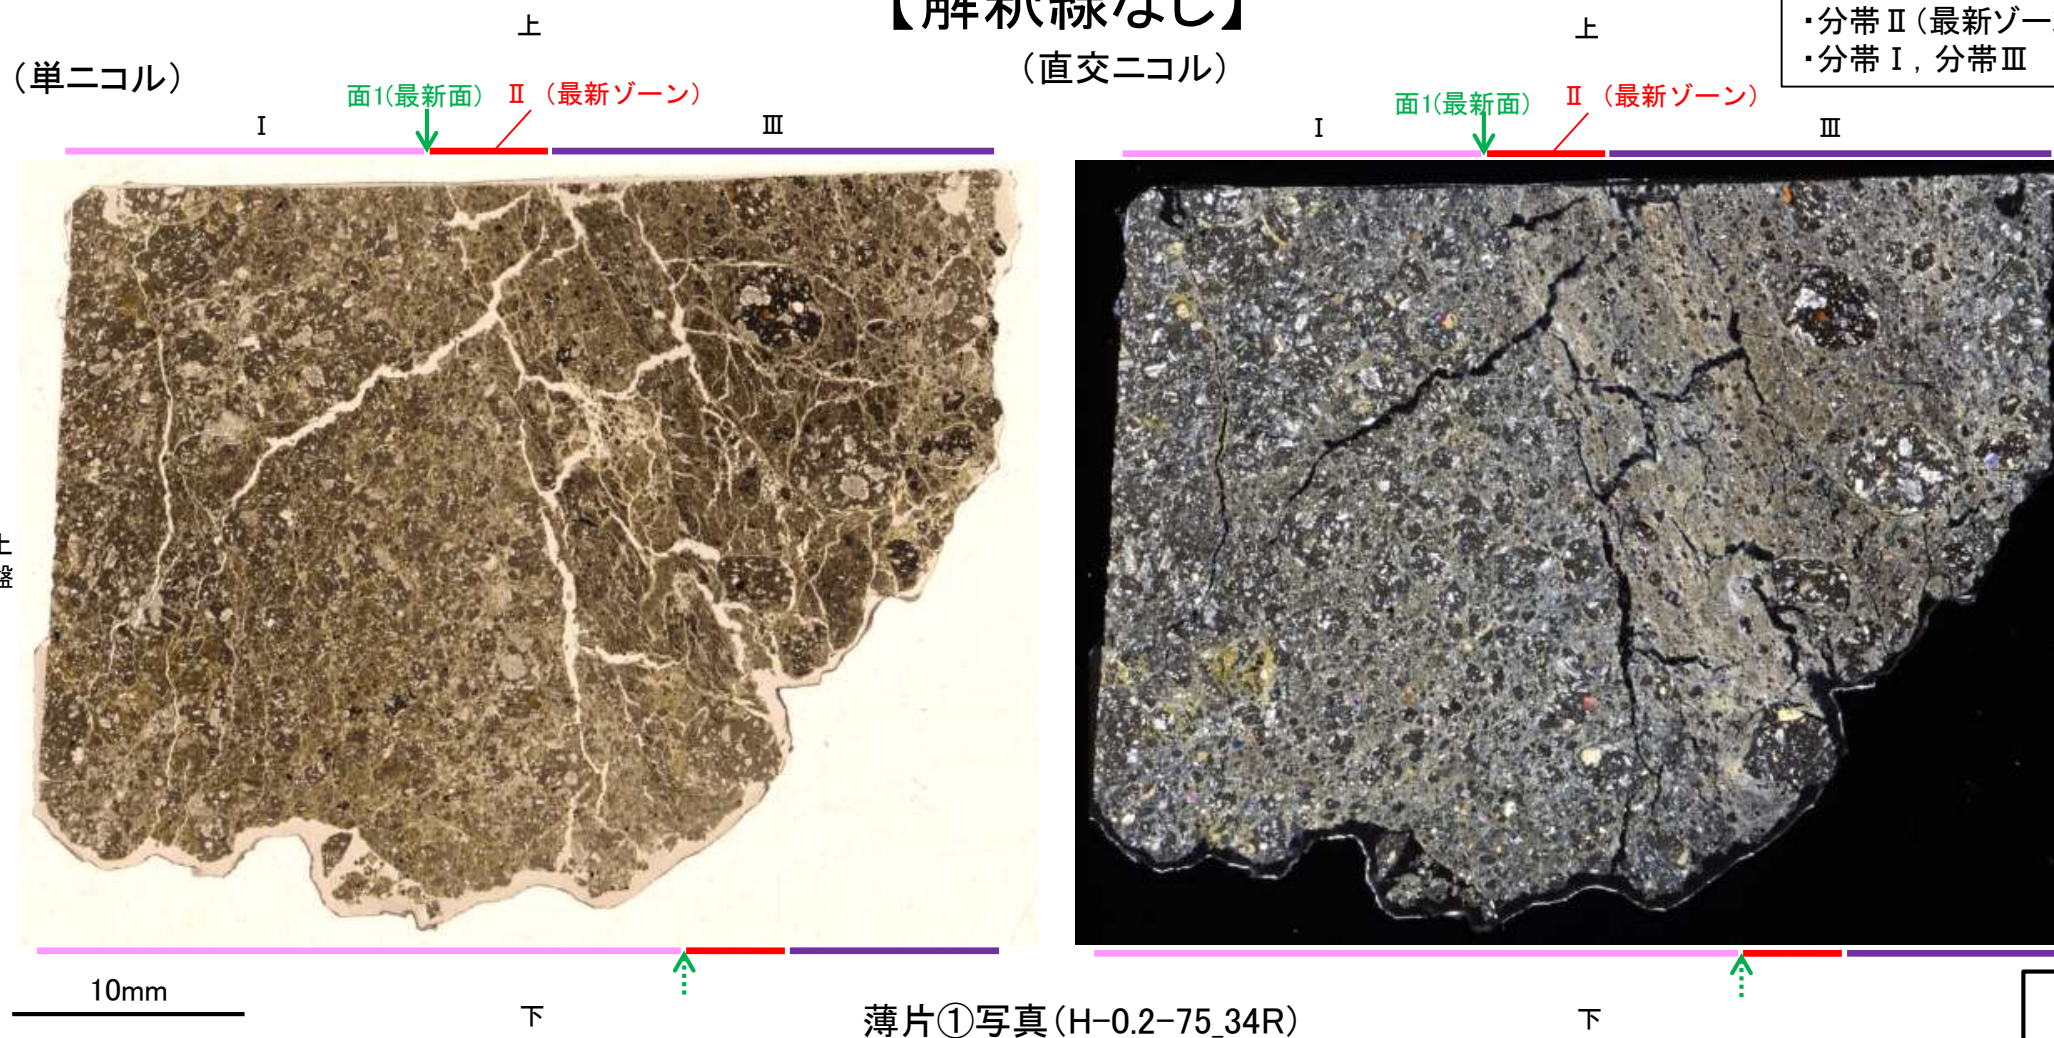 【解釈線なし】
・分帯Ⅱ（最新ゾー
・分帯Ⅰ，分帯Ⅲ
上
上
（単ニコル）
（直交ニコル）
面1(最新面)
Ⅱ （最新ゾーン）
面1(最新面)
Ⅱ （最新ゾーン）
Ⅰ
Ⅲ
Ⅰ
Ⅲ
上
盤
10mm
下
薄片①写真（H-0.2-75_34R）
下